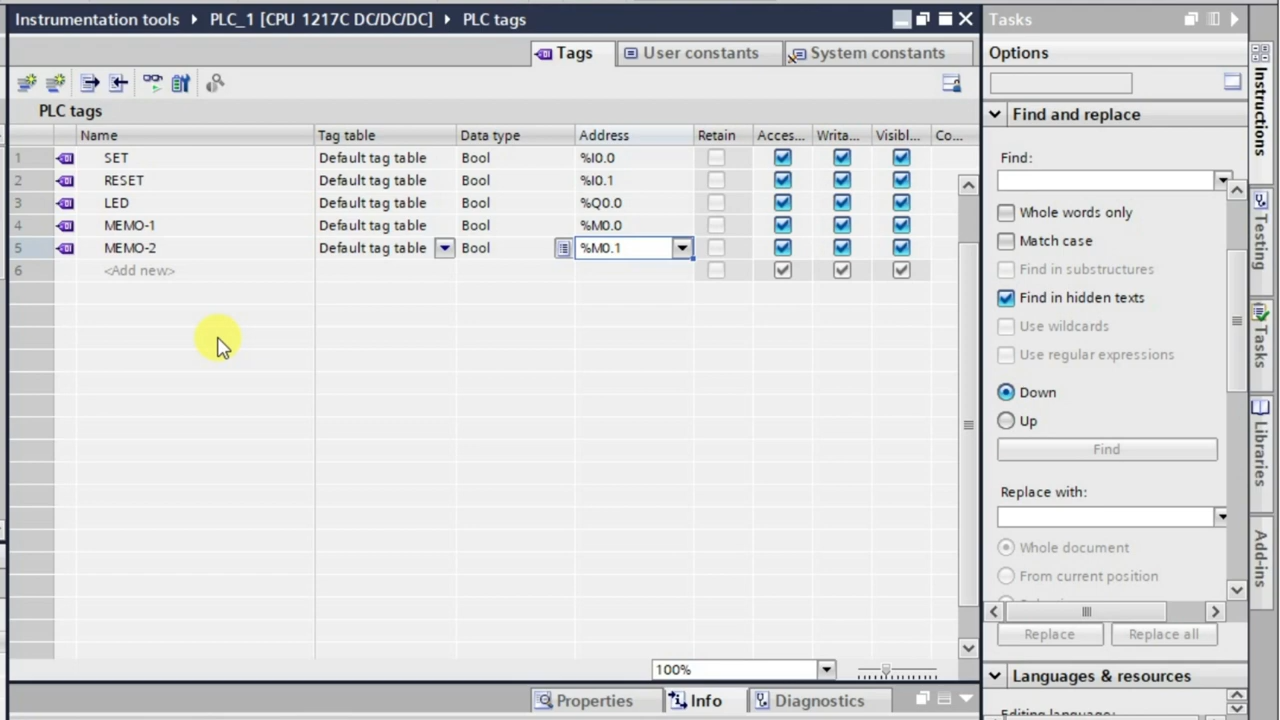 Instrumentation tools ▸ PLC_1 [CPU 1217C DC/DC/DC] ▸ PLC tags
Tags
User constants
System constants
PLC tags
Name Tag table Data type Address Retain Acces... Writa... Visibl... Co...
1 SET Default tag table Bool %I0.0
2 RESET Default tag table Bool %I0.1
3 LED Default tag table Bool %Q0.0
4 MEMO-1 Default tag table Bool %M0.0
5 MEMO-2 Default tag table Bool %M0.1
6 <Add new>
100%
Properties
Info
Diagnostics
Tasks
Options
Find and replace
Find:
Whole words only
Match case
Find in substructures
Find in hidden texts
Use wildcards
Use regular expressions
Down
Up
Find
Replace with:
Whole document
From current position
Replace
Replace all
Languages & resources
Editing language:
Instructions
Testing
Tasks
Libraries
Add-ins